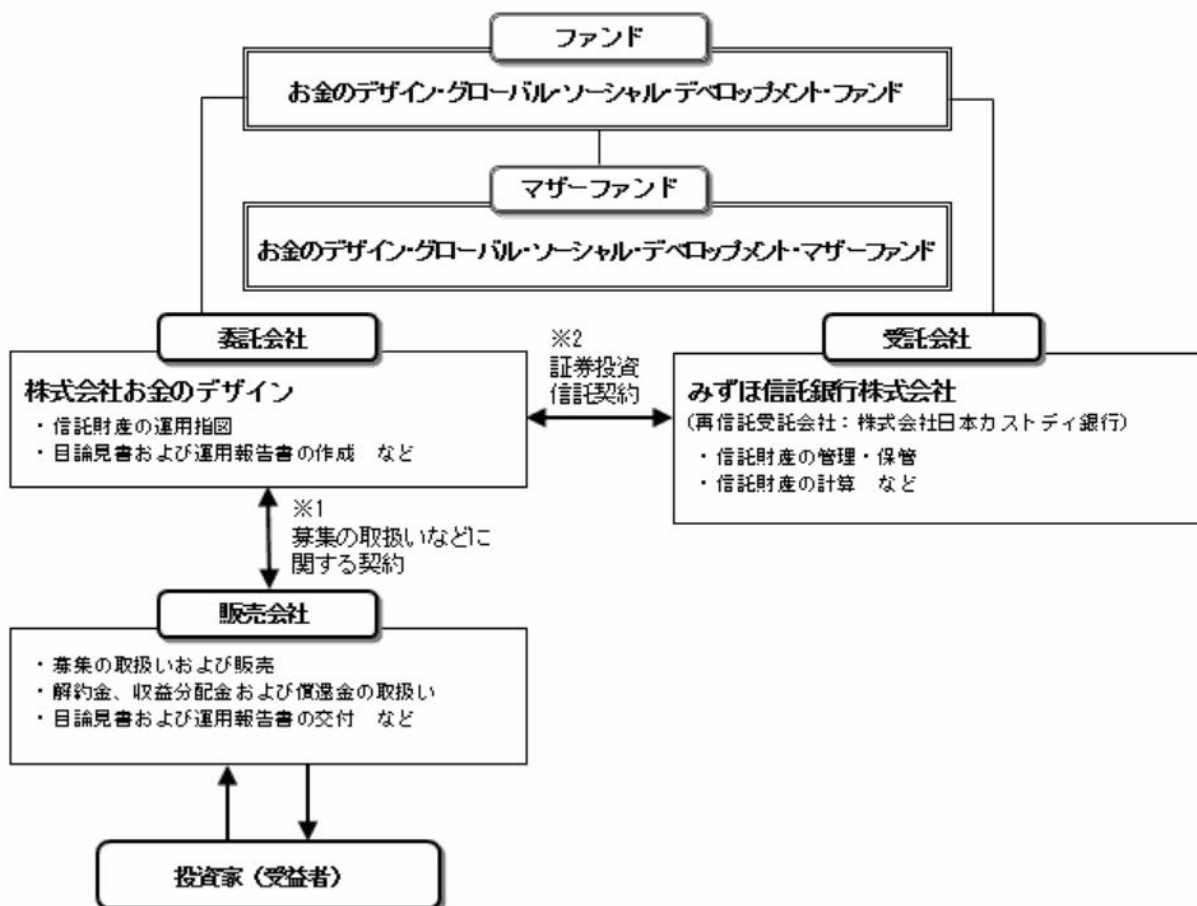 ファンド
お金のデザイン・グローバル・ソーシャル・デベロップメント・ファンド
マザーファンド
お金のデザイン・グローバル・ソーシャル・デベロップメント・マザーファンド
委託会社
株式会社お金のデザイン
・信託財産の運用指図
・目論見書および運用報告書の作成 など
※2
証券投資
信託契約
受託会社
みずほ信託銀行株式会社
(再信託受託会社：株式会社日本カストディ銀行)
・信託財産の管理・保管
・信託財産の計算 など
※1
募集の取扱いなどに
関する契約
販売会社
・募集の取扱いおよび販売
・解約金、収益分配金および償還金の取扱い
・目論見書および運用報告書の交付 など
投資家（受益者）